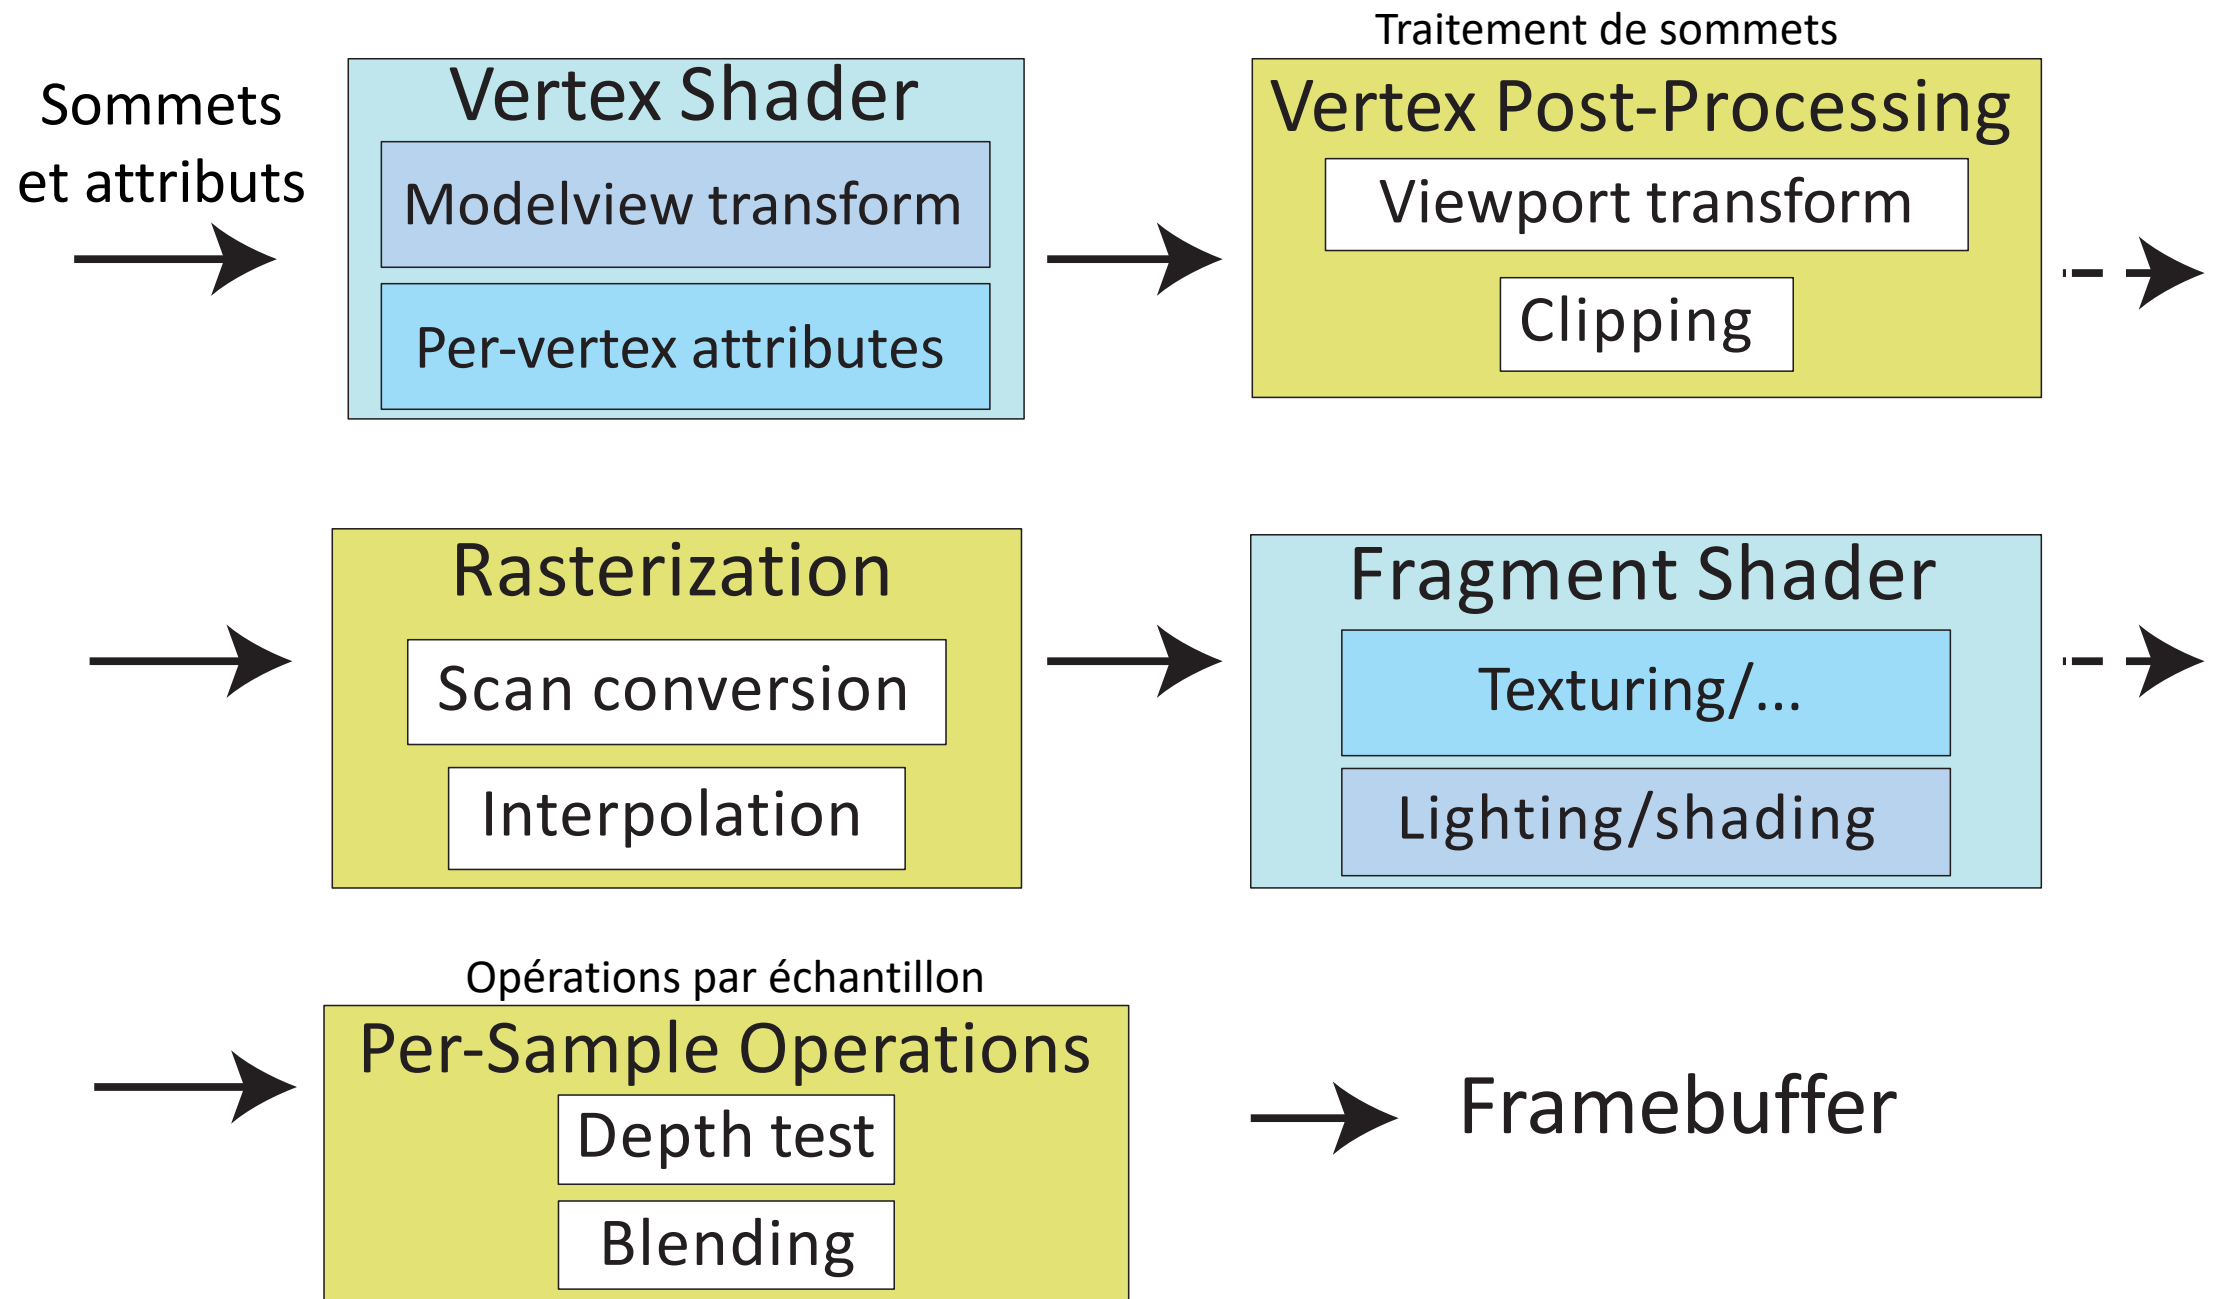 Sommets
et attributs
Vertex Shader
Modelview transform
Per-vertex attributes
Traitement de sommets
Vertex Post-Processing
Viewport transform
Clipping
Rasterization
Scan conversion
Interpolation
Fragment Shader
Texturing/...
Lighting/shading
Opérations par échantillon
Per-Sample Operations
Depth test
Blending
Framebuffer